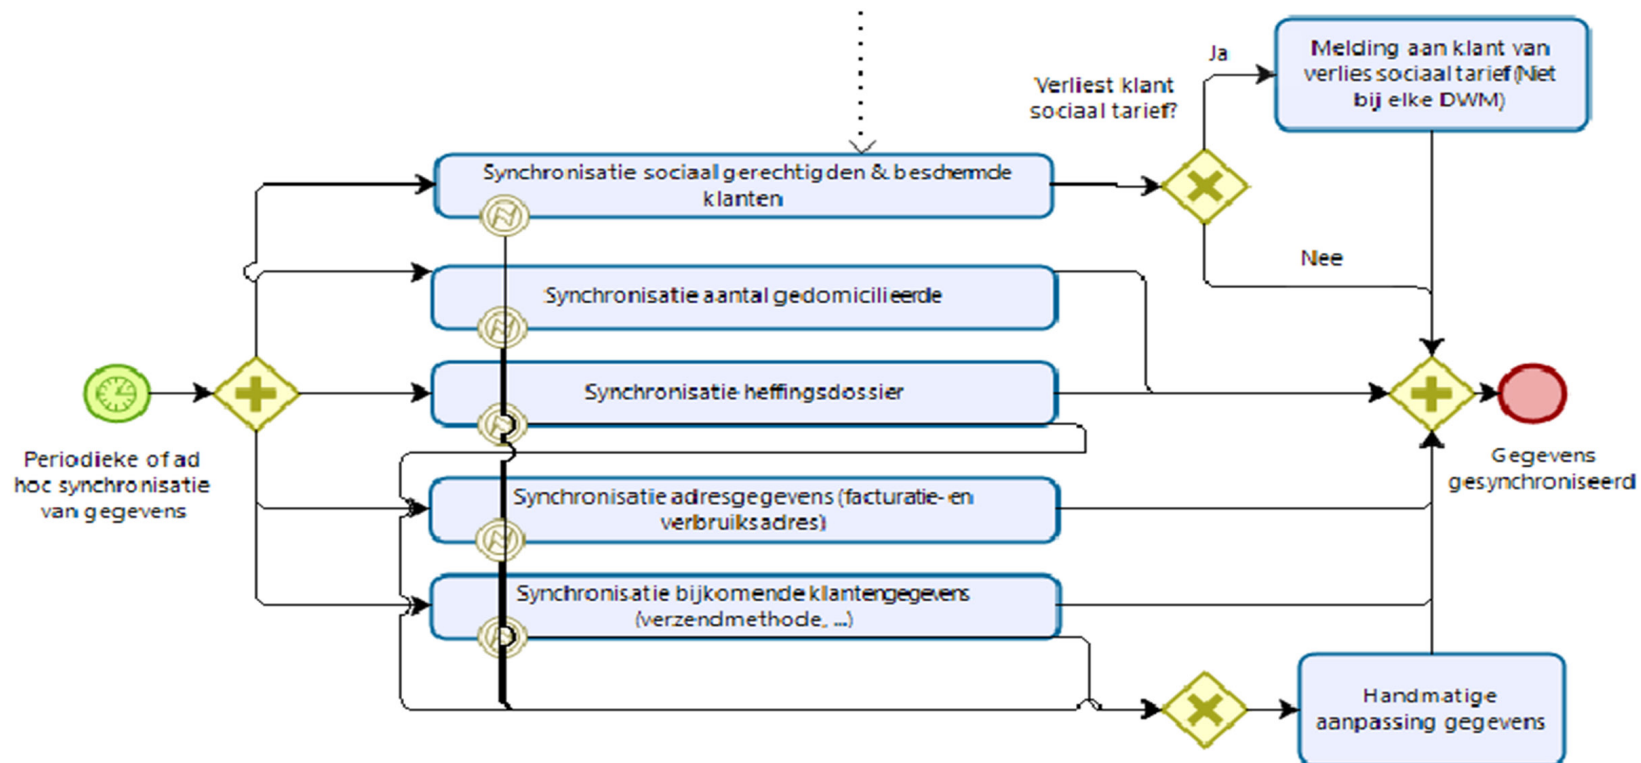 Ja
Melding aan klant van
verlies sociaal tarief (Niet
bij elke DWM)
Verliest klant
sociaal tarief?
Synchronisatie sociaal gerechtigden & beschermde
klanten
Nee
Synchronisatie aantal gedomicilieerde
Synchronisatie heffingsdossier
Periodieke of ad
hoc synchronisatie
van gegevens
Gegevens
gesynchroniseerd
Synchronisatie adresgegevens (facturatie- en
verbruiksadres)
Synchronisatie bijkomende klantengegevens
(verzendmethode, ...)
Handmatige
aanpassing gegevens